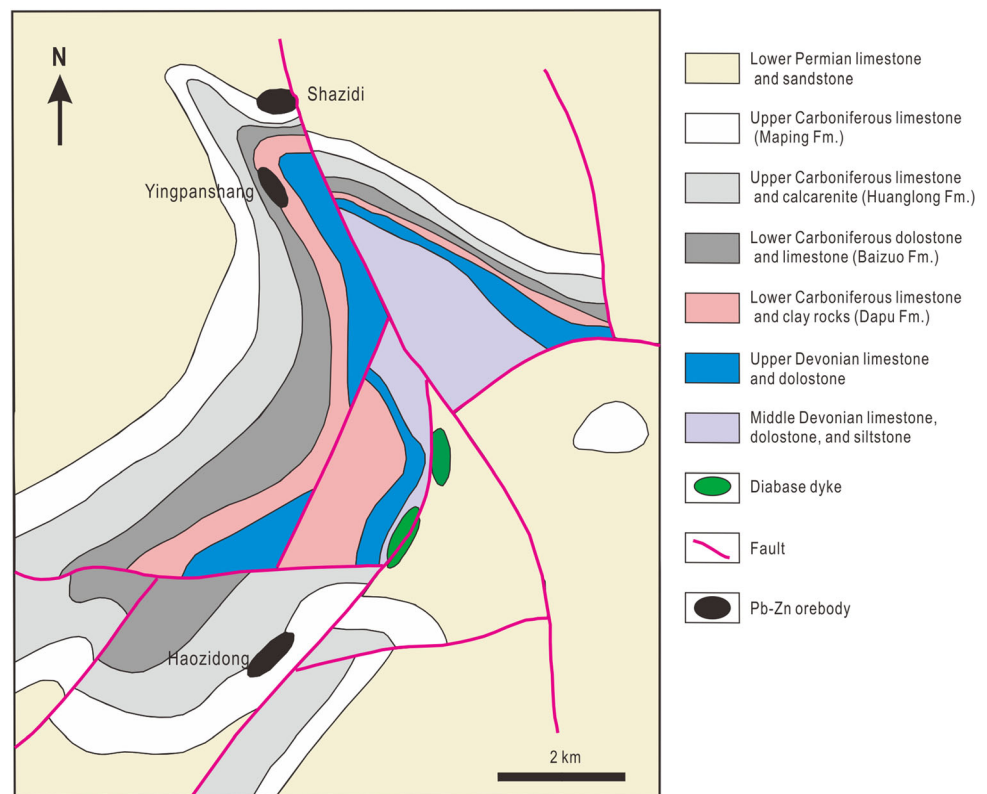 N
Shazidi
Yingpanshang
Haozidong
2 km
Lower Permian limestone
and sandstone
Upper Carboniferous limestone
(Maping Fm.)
Upper Carboniferous limestone
and calcarenite (Huanglong Fm.)
Lower Carboniferous dolostone
and limestone (Baizuo Fm.)
Lower Carboniferous limestone
and clay rocks (Dapu Fm.)
Upper Devonian limestone
and dolostone
Middle Devonian limestone,
dolostone, and siltstone
Diabase dyke
Fault
Pb-Zn orebody